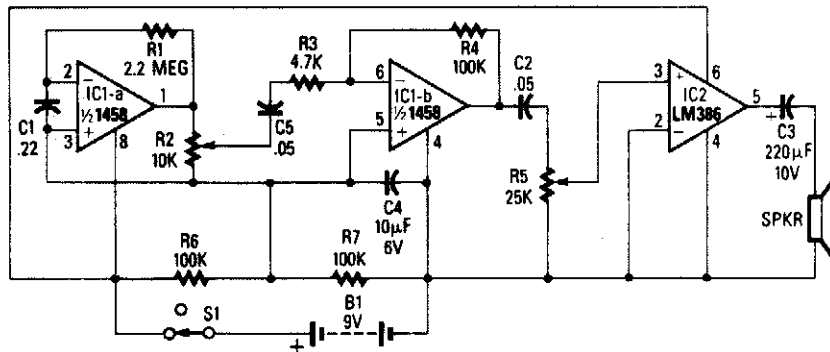 R1
2.2 MEG
2
IC1-a
½ 1458
1
3
8
C1
.22
R2
10K
R3
4.7K
C5
.05
R4
100K
6
IC1-b
½ 1458
5
4
C2
.05
C4
10µF
6V
R5
25K
3
6
IC2
LM386
2
5
4
C3
220µF
10V
SPKR
R6
100K
R7
100K
S1
B1
9V